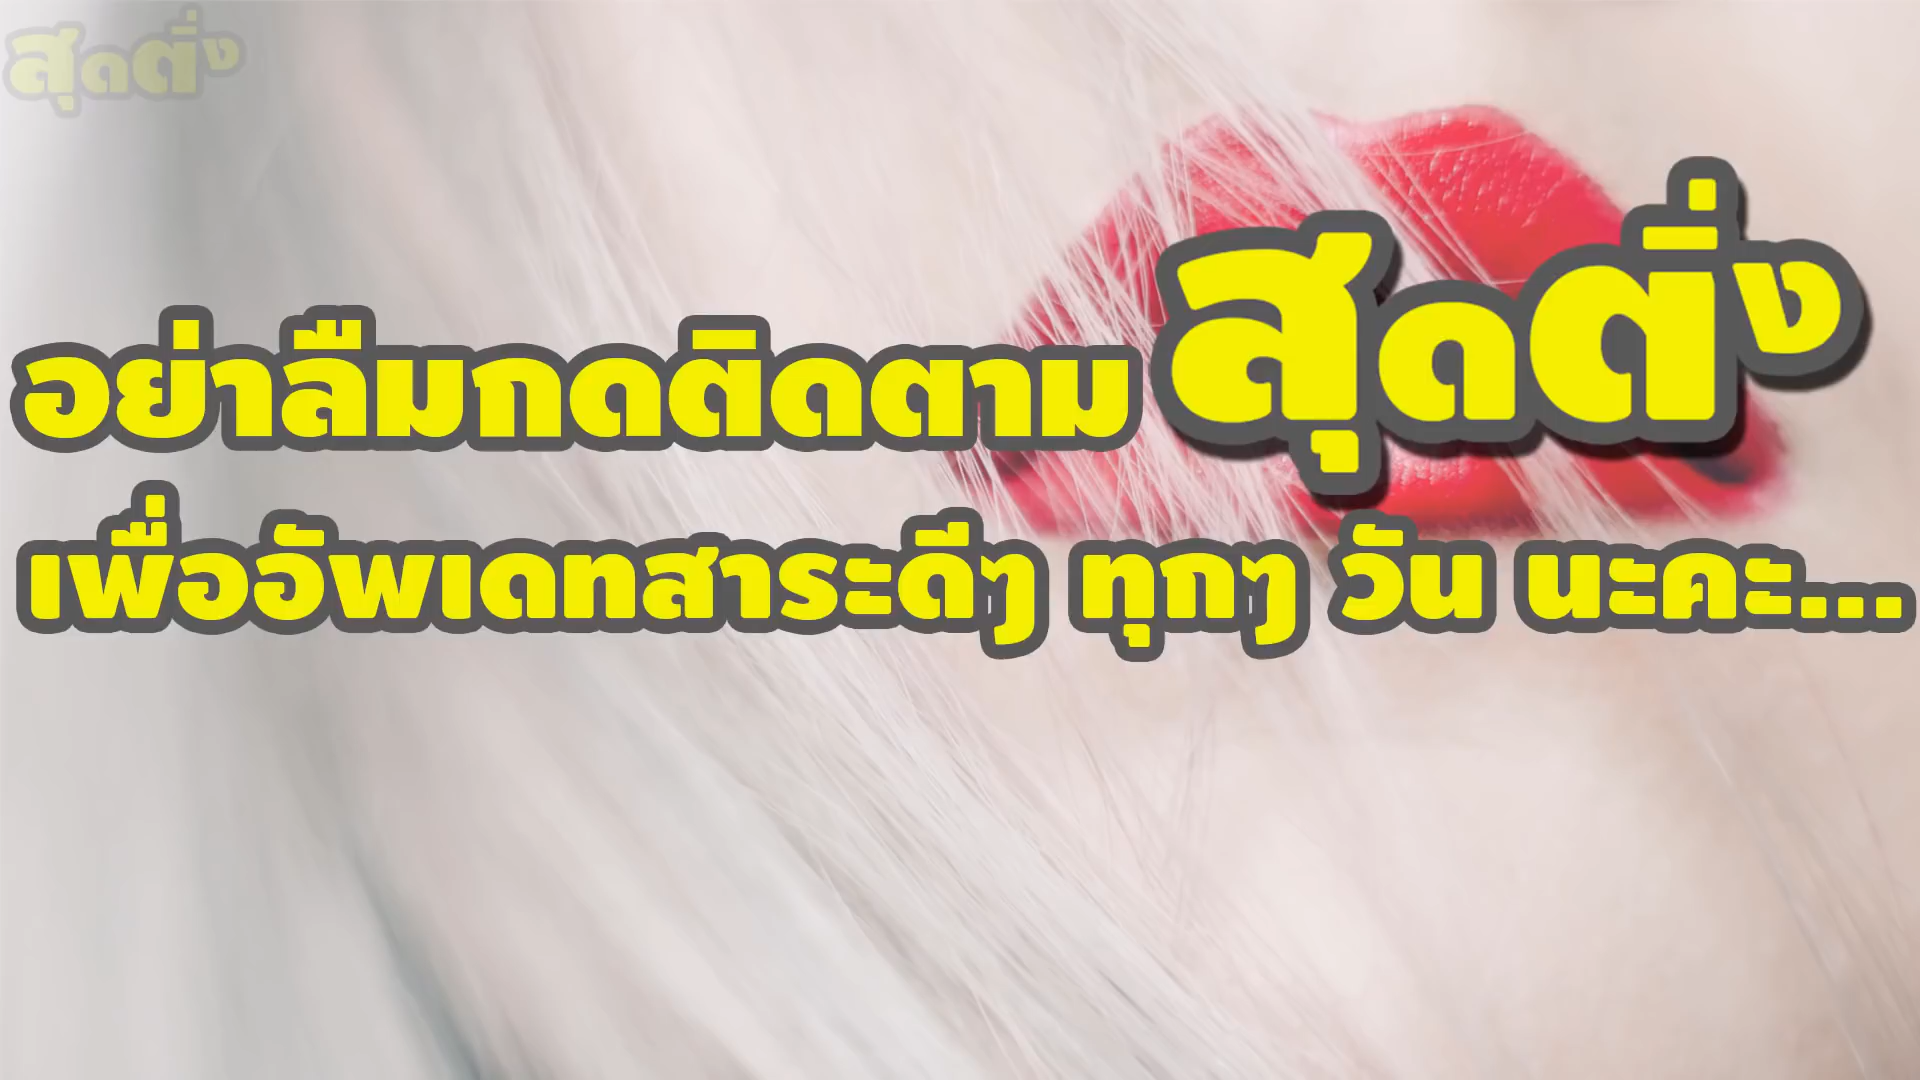 สุดติ่ง
อย่าลืมกดติดตาม สุดติ่ง
เพื่ออัพเดทสาระดีๆ ทุกๆ วัน นะคะ...